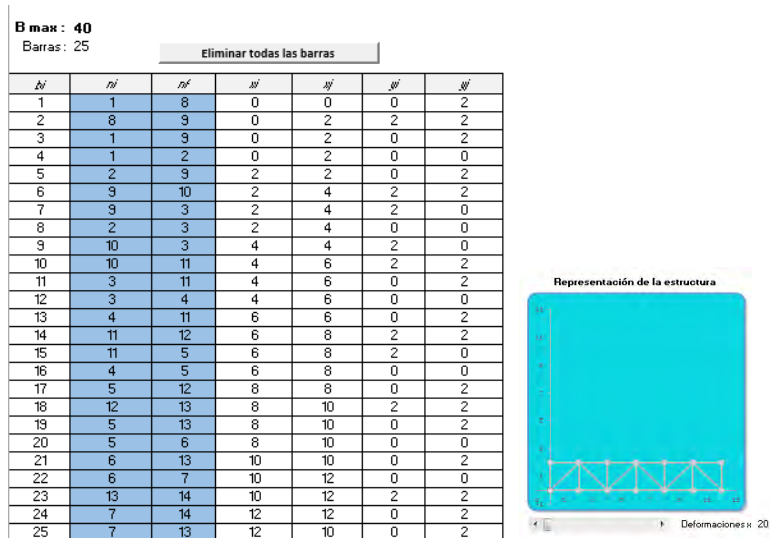 B max: 40
Barras: 25
Eliminar todas las barras
bi ni nf xi xj yi yj
1 1 8 0 0 0 2
2 8 9 0 2 2 2
3 1 9 0 2 0 2
4 1 2 0 2 0 0
5 2 9 2 2 0 2
6 9 10 2 4 2 2
7 9 3 2 4 2 0
8 2 3 2 4 0 0
9 10 3 4 4 2 0
10 10 11 4 6 2 2
11 3 11 4 6 0 2
12 3 4 4 6 0 0
13 4 11 6 6 0 2
14 11 12 6 8 2 2
15 11 5 6 8 2 0
16 4 5 6 8 0 0
17 5 12 8 8 0 2
18 12 13 8 10 2 2
19 5 13 8 10 0 2
20 5 6 8 10 0 0
21 6 13 10 10 0 2
22 6 7 10 12 0 0
23 13 14 10 12 2 2
24 7 14 12 12 0 2
25 7 13 12 10 0 2
Representación de la estructura
Deformaciones x 20